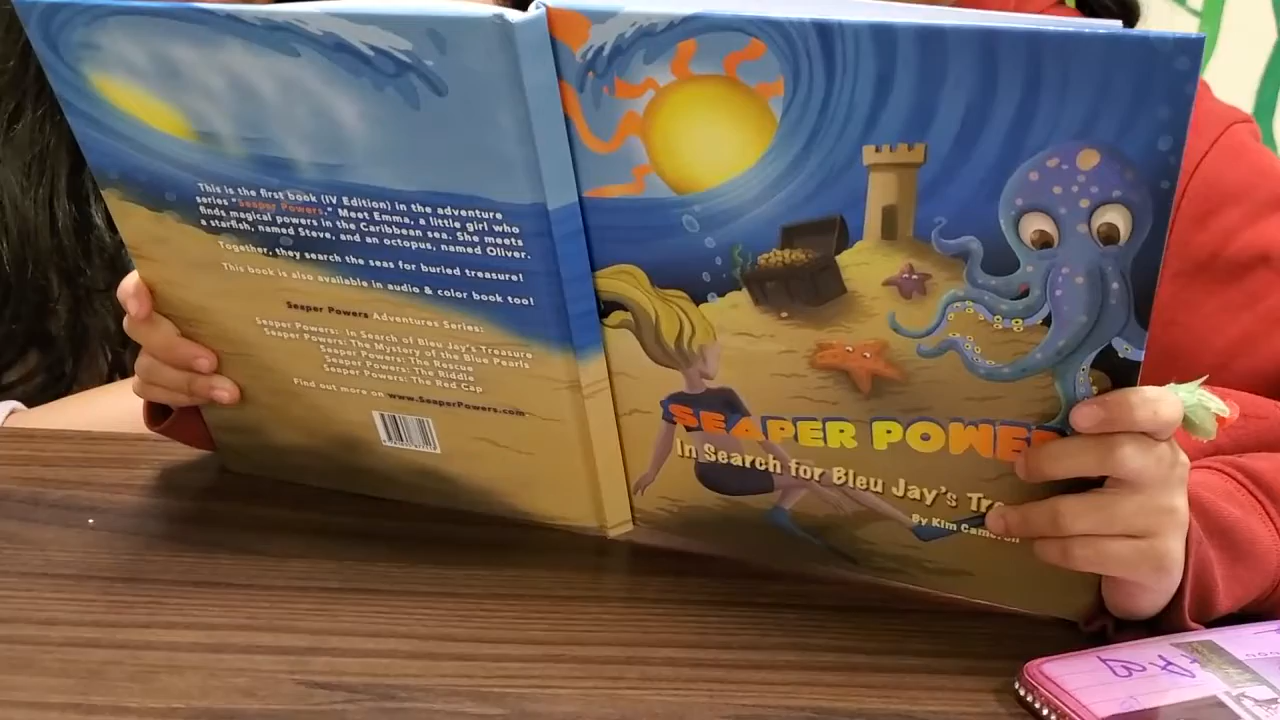 This is the first book (IV Edition) in the adventure
series "Seaper Powers." Meet Emma, a little girl who
finds magical powers in the Caribbean sea. She meets
a starfish, named Steve, and an octopus, named Oliver.
Together, they search the seas for buried treasure!
This book is also available in audio & color book too!
Seaper Powers Adventures Series:
Seaper Powers: In Search of Bleu Jay's Treasure
Seaper Powers: The Mystery of the Blue Pearls
Seaper Powers: The Rescue
Seaper Powers: The Riddle
Seaper Powers: The Red Cap
Find out more on www.SeaperPowers.com
SEAPER POWE
In Search for Bleu Jay's Tre
By Kim Cameron